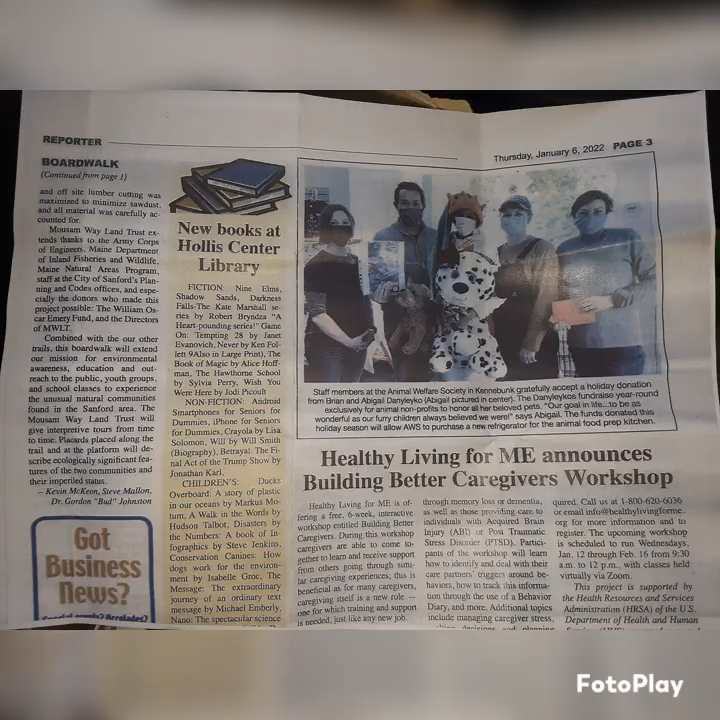 REPORTER
Thursday, January 6, 2022 PAGE 3
BOARDWALK
(Continued from page 1)
and off site lumber cutting was
maximized to minimize sawdust,
and all material was carefully ac-
counted for.
Mousam Way Land Trust ex-
tends thanks to the Army Corps
of Engineers, Maine Department
of Inland Fisheries and Wildlife,
Maine Natural Areas Program,
staff at the City of Sanford's Plan-
ning and Codes offices, and espe-
cially the donors who made this
project possible: The William Os-
car Emery Fund, and the Directors
of MWLT.
Combined with the our other
trails, this boardwalk will extend
our mission for environmental
awareness, education and out-
reach to the public, youth groups,
and school classes to experience
the unusual natural communities
found in the Sanford area. The
Mousam Way Land Trust will
give interpretive tours from time
to time. Placards placed along the
trail and at the platform will de-
scribe ecologically significant fea-
tures of the two communities and
their imperiled status.
– Kevin McKeon, Steve Mallon,
Dr. Gordon "Bud" Johnston
Got
Business
News?
New books at
Hollis Center
Library
FICTION: Nine Elms,
Shadow Sands, Darkness
Falls-The Kate Marshall se-
ries by Robert Bryndza "A
Heart-pounding series!" Game
On: Tempting 28 by Janet
Evanovich; Never by Ken Fol-
lett 9Also in Large Print), The
Book of Magic by Alice Hoff-
man, The Hawthorne School
by Sylvia Perry, Wish You
Were Here by Jodi Picoult
NON-FICTION: Android
Smartphones for Seniors for
Dummies, iPhone for Seniors
for Dummies, Crayola by Lisa
Solomon, Will by Will Smith
(Biography), Betrayal: The Fi-
nal Act of the Trump Show by
Jonathan Karl.
CHILDREN'S: Ducks
Overboard: A story of plastic
in our oceans by Markus Mo-
tum, A Walk in the Words by
Hudson Talbot, Disasters by
the Numbers: A book of In-
fographics by Steve Jenkins,
Conservation Canines: How
dogs work for the environ-
ment by Isabelle Groc, The
Message: The extraordinary
journey of an ordinary text
message by Michael Emberly,
Nano: The spectacular science
Staff members at the Animal Welfare Society in Kennebunk gratefully accept a holiday donation
from Brian and Abigail Danyleyko (Abigail pictured in center). The Danyleykos fundraise year-round
exclusively for animal non-profits to honor all her beloved pets. "Our goal in life...to be as
wonderful as our furry children always believed we were!" says Abigail. The funds donated this
holiday season will allow AWS to purchase a new refrigerator for the animal food prep kitchen.
Healthy Living for ME announces
Building Better Caregivers Workshop
Healthy Living for ME is of-
fering a free, 6-week, interactive
workshop entitled Building Better
Caregivers. During this workshop
caregivers are able to come to-
gether to learn and receive support
from others going through simi-
lar caregiving experiences; this is
beneficial as for many caregivers,
caregiving itself is a new role —
one for which training and support
is needed, just like any new job.
through memory loss or dementia,
as well as those providing care to
individuals with Acquired Brain
Injury (ABI) or Post Traumatic
Stress Disorder (PTSD). Partici-
pants of the workshop will learn
how to identify and deal with their
care partners' triggers around be-
haviors, how to track this informa-
tion through the use of a Behavior
Diary, and more. Additional topics
include managing caregiver stress,
quired. Call us at 1-800-620-6036
or email info@healthylivingforme.
org for more information and to
register. The upcoming workshop
is scheduled to run Wednesdays,
Jan. 12 through Feb. 16 from 9:30
a.m. to 12 p.m., with classes held
virtually via Zoom.
This project is supported by
the Health Resources and Services
Administration (HRSA) of the U.S.
Department of Health and Human
FotoPlay